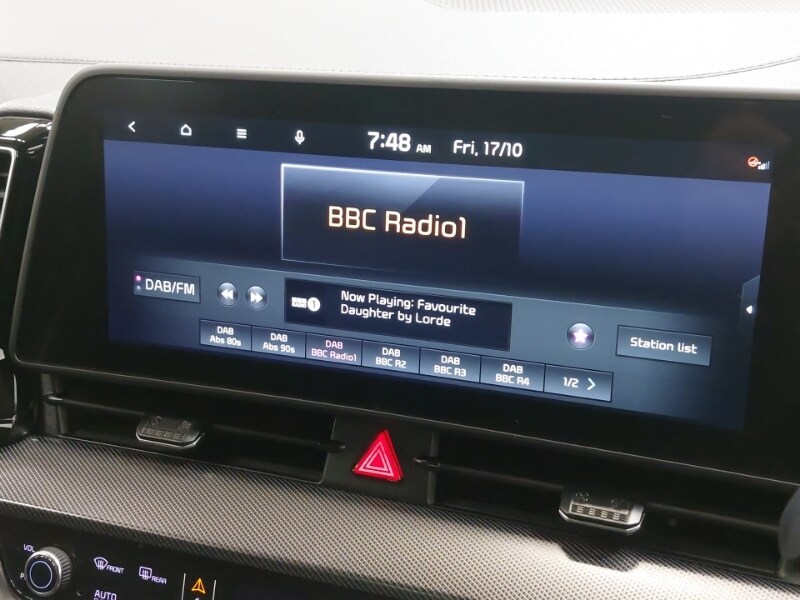 7:48 AM Fri, 17/10
BBC Radio1
DAB/FM
1
Now Playing: Favourite
Daughter by Lorde
Station list
DAB
Abs 80s
DAB
Abs 90s
DAB
BBC Radio1
DAB
BBC R2
DAB
BBC R3
DAB
BBC R4
1/2
VOL
P
FRONT
REAR
AUTO